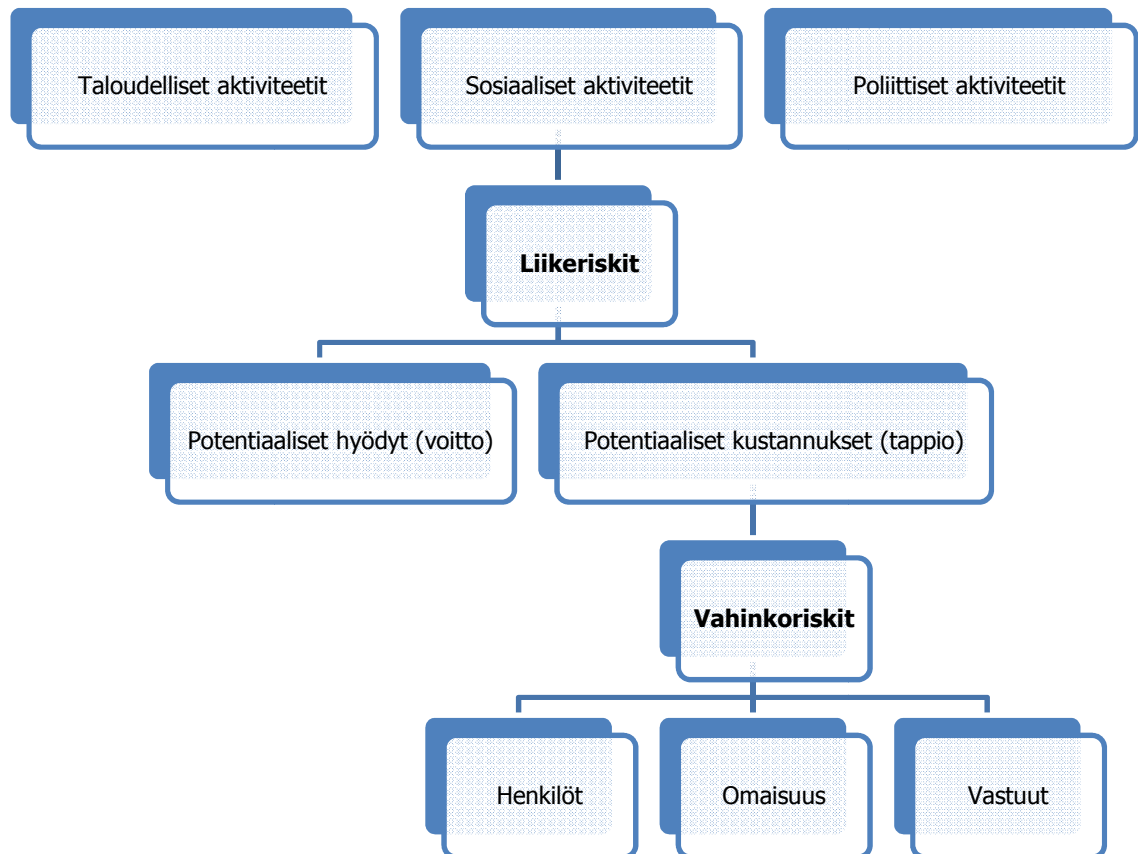 Taloudelliset aktiviteetit
Sosiaaliset aktiviteetit
Poliittiset aktiviteetit
Liikeriskit
Potentiaaliset hyödyt (voitto)
Potentiaaliset kustannukset (tappio)
Vahinkoriskit
Henkilöt
Omaisuus
Vastuut